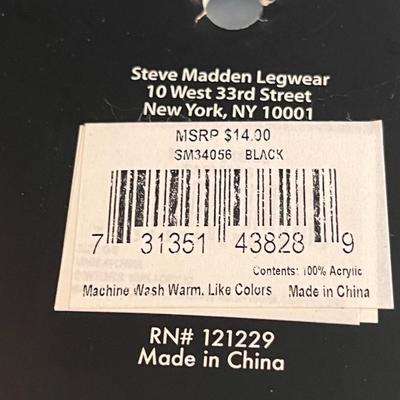 Steve Madden Legwear
10 West 33rd Street
New York, NY 10001
MSRP $14.00
SM34056 BLACK
7 31351 43828 9
Contents: 100% Acrylic
Machine Wash Warm. Like Colors Made in China
RN# 121229
Made in China